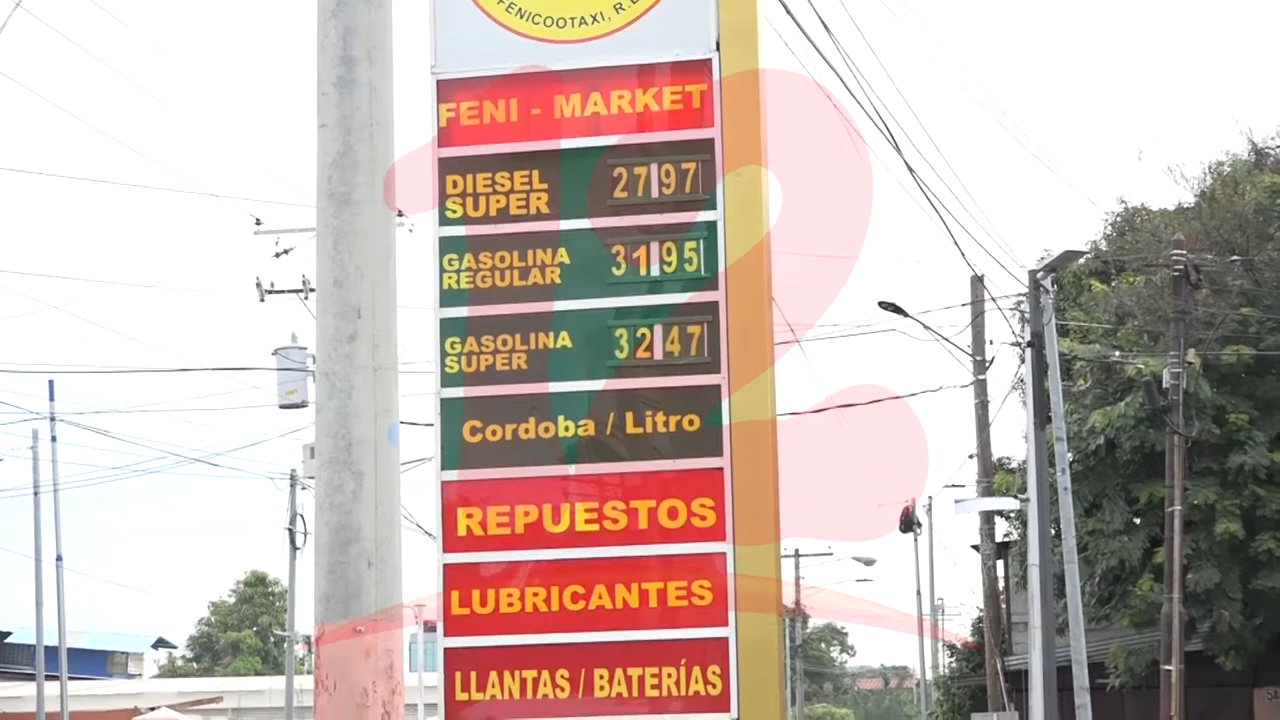 FENICOOTAXI, R.L
FENI - MARKET
DIESEL
SUPER
27 97
GASOLINA
REGULAR
31 95
GASOLINA
SUPER
32 47
Cordoba / Litro
REPUESTOS
LUBRICANTES
LLANTAS / BATERÍAS
12